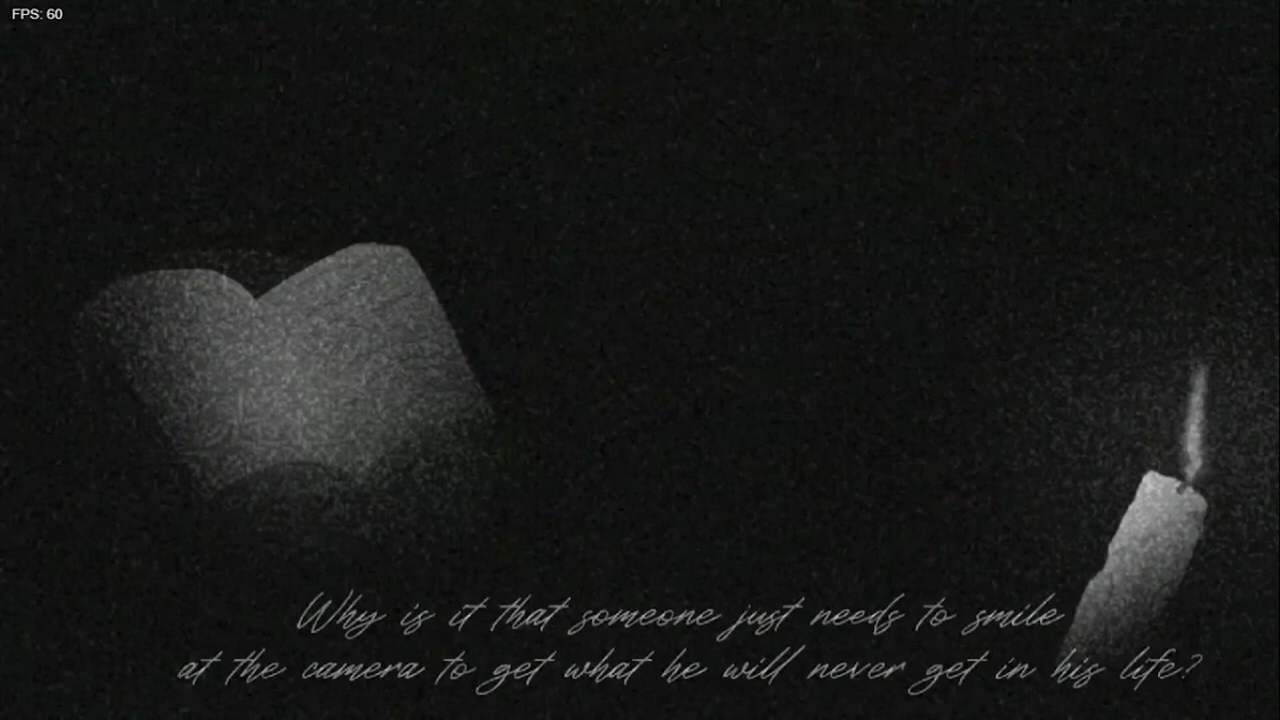 FPS: 60
Why is it that someone just needs to smile
at the camera to get what he will never get in his life?